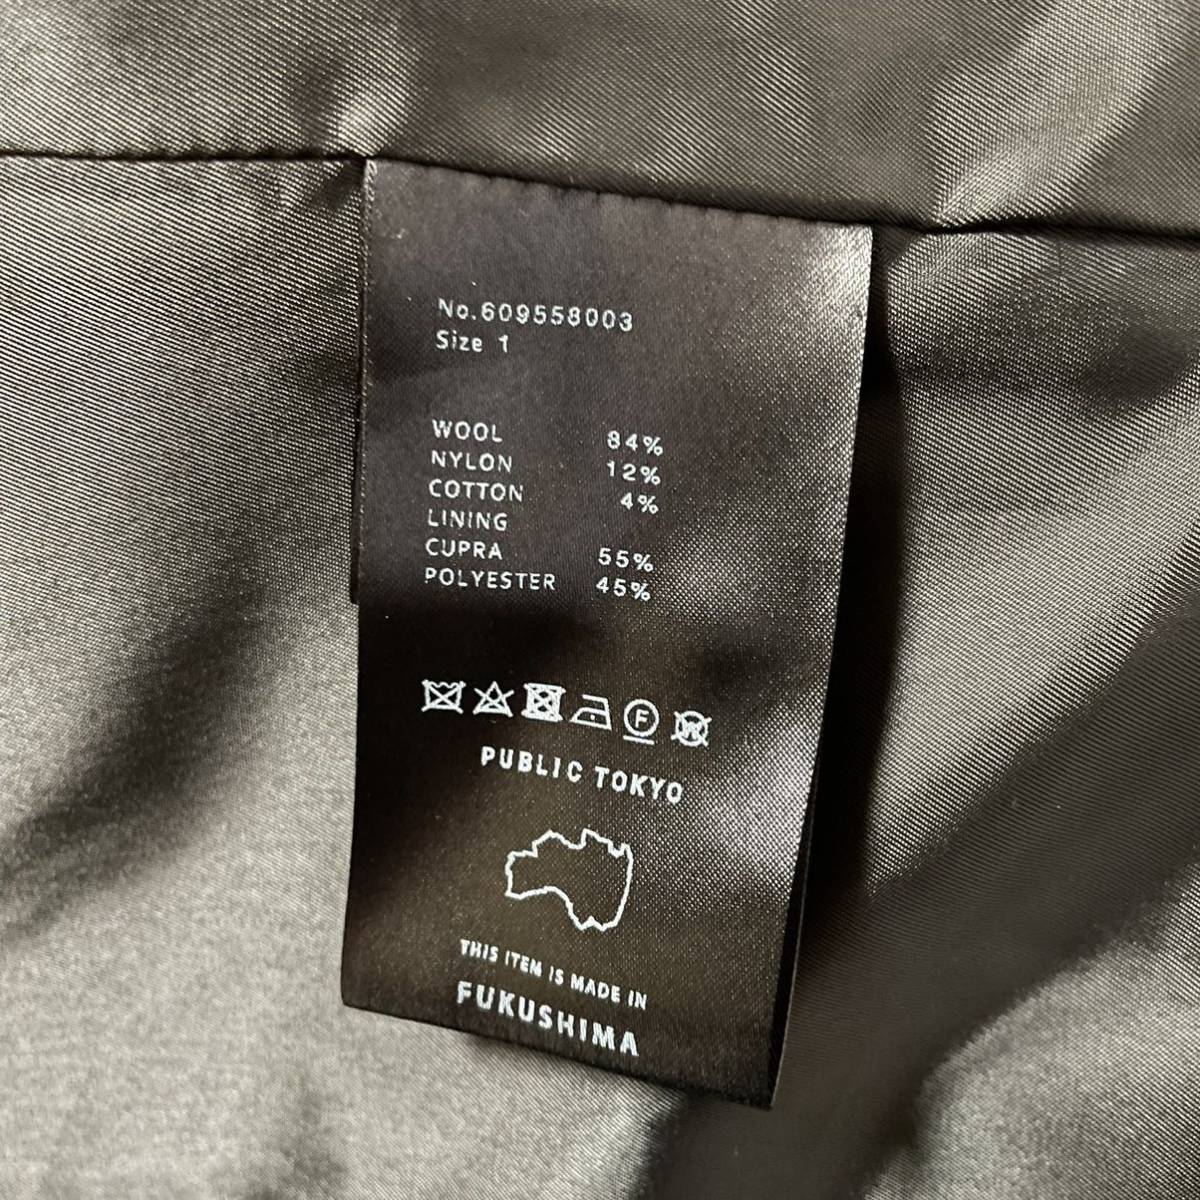 No.609558003
Size 1
WOOL 84%
NYLON 12%
COTTON 4%
LINING
CUPRA 55%
POLYESTER 45%
F W
PUBLIC TOKYO
THIS ITEM IS MADE IN
FUKUSHIMA